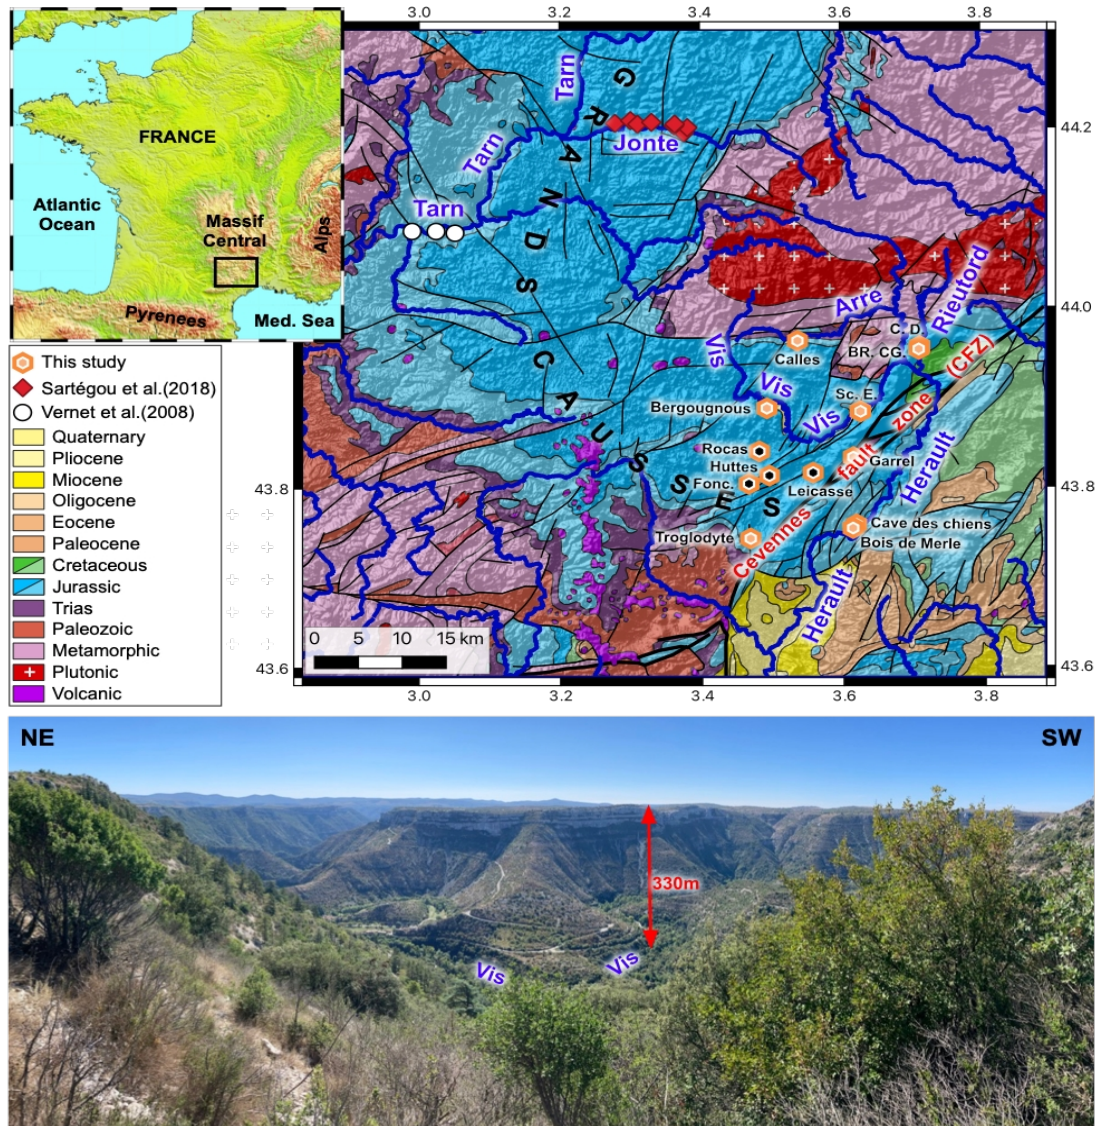 3.0 3.2 3.4 3.6 3.8
FRANCE
Atlantic
Ocean
Massif
Central
Alps
Pyrenees
Med. Sea
Tarn
Tarn
Tarn
Jonte
GRANDS CAUSSES
44.2
44.0
43.8
43.6
Arre
Rieutord
C. D.
BR. CG.
Vis
Calles
Vis
Sc. E.
Bergougnous
Vis
Cevennes fault zone (CFZ)
Rocas
Huttes
Garrel
Fonc.
Leicasse
Herault
Cave des chiens
Troglodyte
Bois de Merle
Herault
This study
Sartégou et al.(2018)
Vernet et al.(2008)
Quaternary
Pliocene
Miocene
Oligocene
Eocene
Paleocene
Cretaceous
Jurassic
Trias
Paleozoic
Metamorphic
Plutonic
Volcanic
0 5 10 15 km
43.8
43.6
3.0 3.2 3.4 3.6 3.8
NE
SW
330m
Vis
Vis